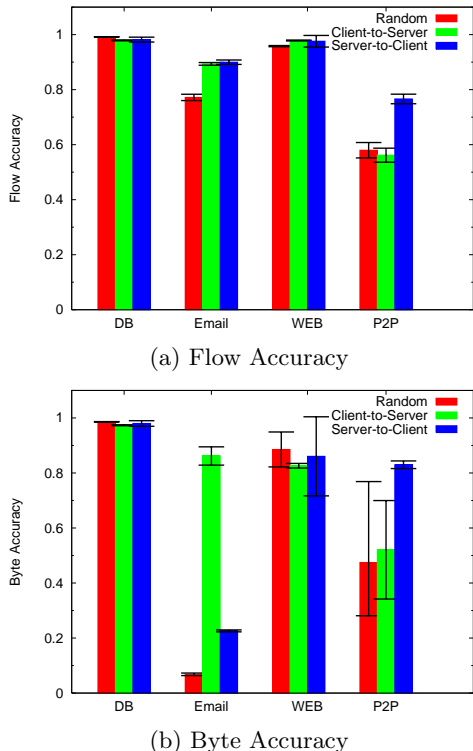 1
0.8
0.6
0.4
0.2
0
Flow Accuracy
Random
Client-to-Server
Server-to-Client
DB Email WEB P2P
(a) Flow Accuracy
1
0.8
0.6
0.4
0.2
0
Byte Accuracy
Random
Client-to-Server
Server-to-Client
DB Email WEB P2P
(b) Byte Accuracy